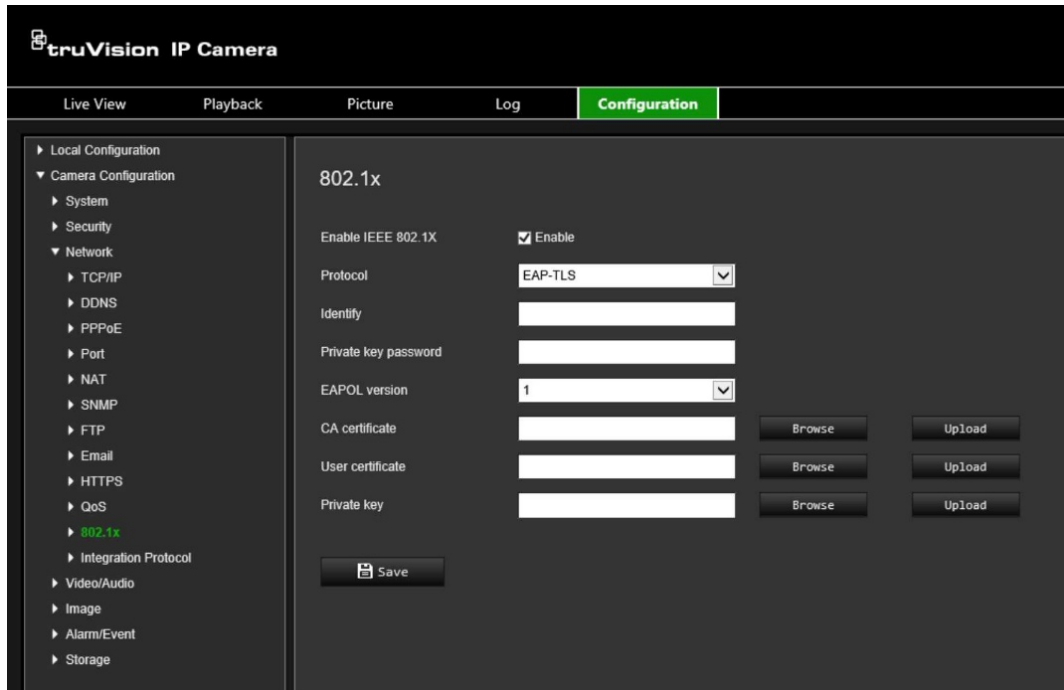 truVision IP Camera
Live View Playback Picture Log Configuration
Local Configuration
Camera Configuration
System
Security
Network
TCP/IP
DDNS
PPPoE
Port
NAT
SNMP
FTP
Email
HTTPS
QoS
802.1x
Integration Protocol
Video/Audio
Image
Alarm/Event
Storage
802.1x
Enable IEEE 802.1X Enable
Protocol EAP-TLS
Identify
Private key password
EAPOL version 1
CA certificate Browse Upload
User certificate Browse Upload
Private key Browse Upload
Save